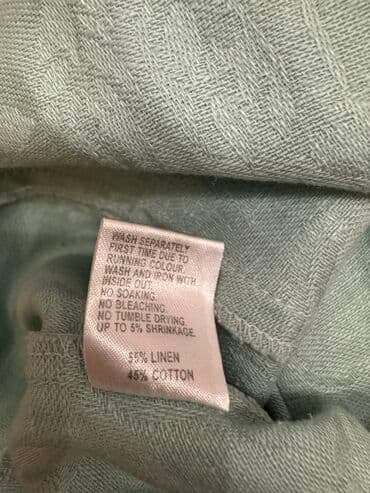 WASH SEPARATELY
FIRST TIME DUE TO
RUNNING COLOUR.
WASH AND IRON WITH
INSIDE OUT.
NO SOAKING.
NO BLEACHING.
NO TUMBLE DRYING.
UP TO 5% SHRINKAGE.
55% LINEN
45% COTTON